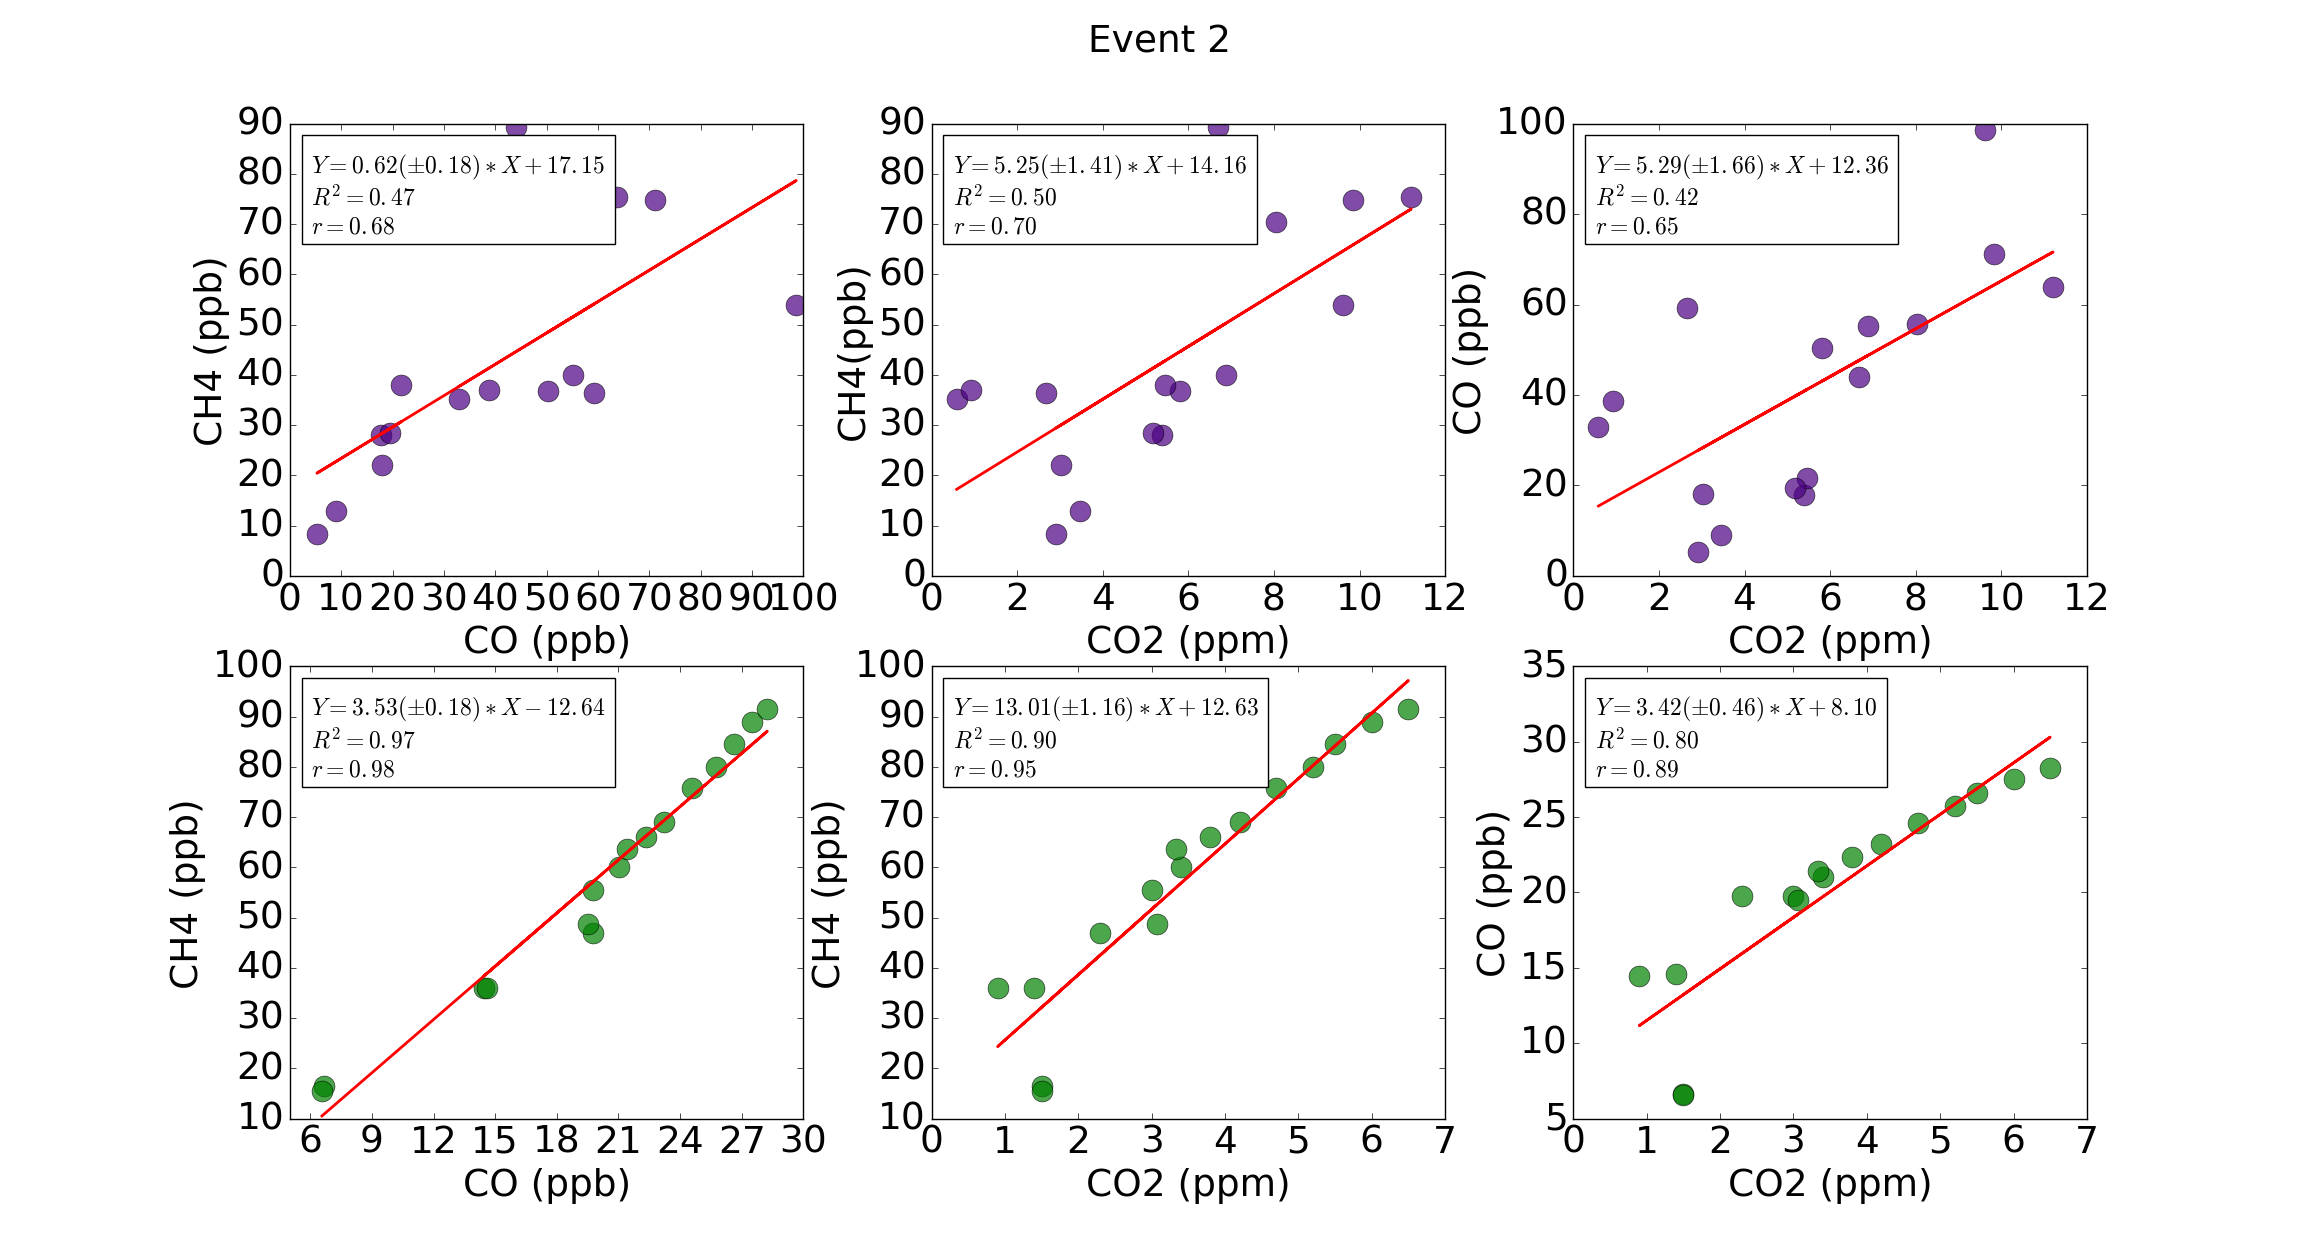 Event 2
90
80
70
60
50
40
30
20
10
0
CH4 (ppb)
Y = 0.62(±0.18) ∗ X + 17.15
R² = 0.47
r = 0.68
0 10 20 30 40 50 60 70 80 90 100
CO (ppb)
90
80
70
60
50
40
30
20
10
0
CH4(ppb)
Y = 5.25(±1.41) ∗ X + 14.16
R² = 0.50
r = 0.70
0 2 4 6 8 10 12
CO2 (ppm)
100
80
60
40
20
0
CO (ppb)
Y = 5.29(±1.66) ∗ X + 12.36
R² = 0.42
r = 0.65
0 2 4 6 8 10 12
CO2 (ppm)
100
90
80
70
60
50
40
30
20
10
CH4 (ppb)
Y = 3.53(±0.18) ∗ X − 12.64
R² = 0.97
r = 0.98
6 9 12 15 18 21 24 27 30
CO (ppb)
100
90
80
70
60
50
40
30
20
10
CH4 (ppb)
Y = 13.01(±1.16) ∗ X + 12.63
R² = 0.90
r = 0.95
0 1 2 3 4 5 6 7
CO2 (ppm)
35
30
25
20
15
10
5
CO (ppb)
Y = 3.42(±0.46) ∗ X + 8.10
R² = 0.80
r = 0.89
0 1 2 3 4 5 6 7
CO2 (ppm)